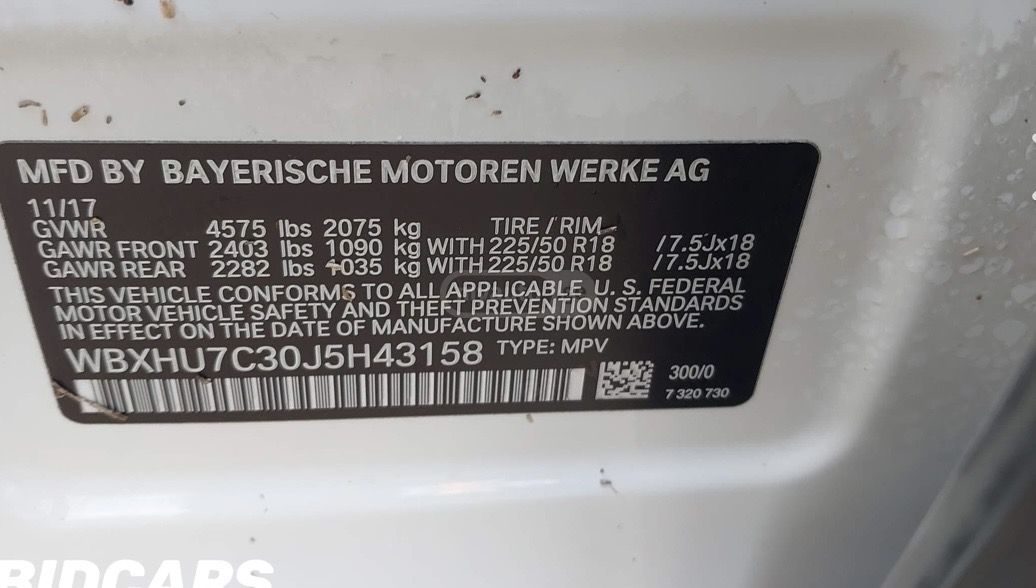 MFD BY BAYERISCHE MOTOREN WERKE AG
11/17
GVWR 4575 lbs 2075 kg TIRE / RIM
GAWR FRONT 2403 lbs 1090 kg WITH 225/50 R18 /7.5Jx18
GAWR REAR 2282 lbs 1035 kg WITH 225/50 R18 /7.5Jx18
THIS VEHICLE CONFORMS TO ALL APPLICABLE U. S. FEDERAL
MOTOR VEHICLE SAFETY AND THEFT PREVENTION STANDARDS
IN EFFECT ON THE DATE OF MANUFACTURE SHOWN ABOVE.
WBXHU7C30J5H43158 TYPE: MPV
300/0
7 320 730
BIDCARS